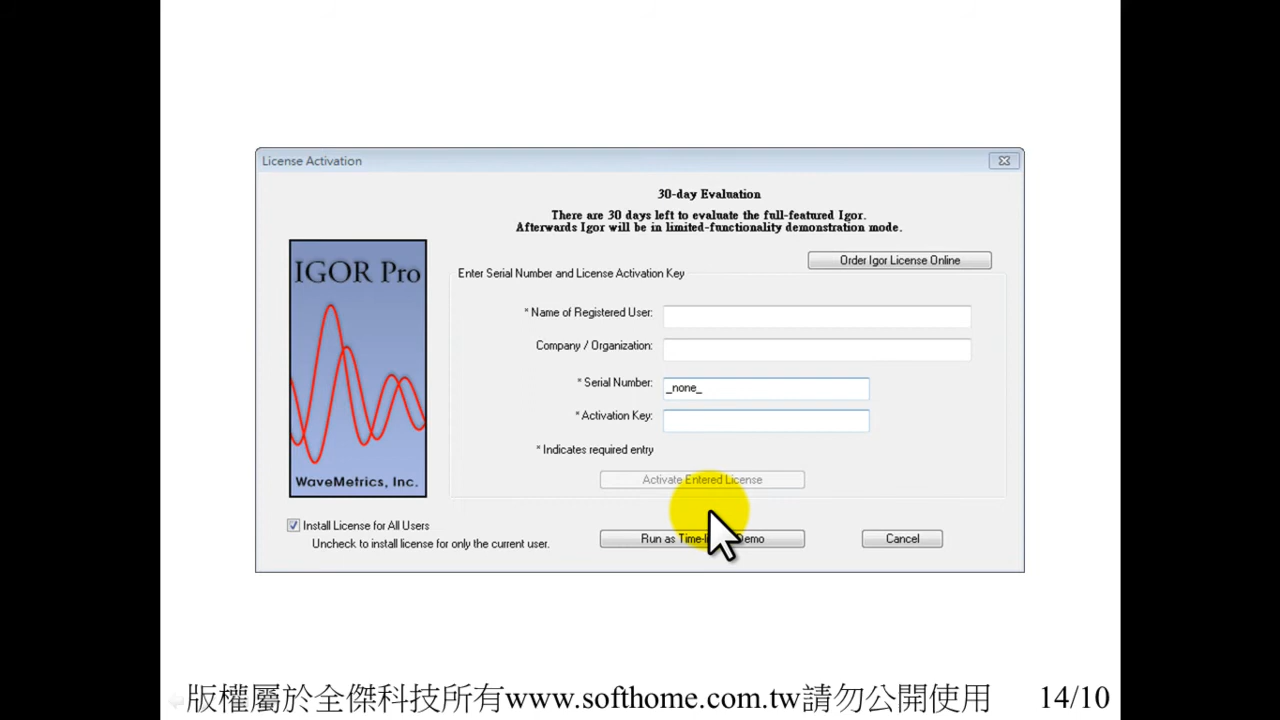 License Activation
30-day Evaluation
There are 30 days left to evaluate the full-featured Igor.
Afterwards Igor will be in limited-functionality demonstration mode.
Order Igor License Online
Enter Serial Number and License Activation Key
IGOR Pro
* Name of Registered User:
Company / Organization:
* Serial Number: _none_
* Activation Key:
* Indicates required entry
Activate Entered License
WaveMetrics, Inc.
Install License for All Users
Uncheck to install license for only the current user.
Run as Demo
Cancel
版權屬於全傑科技所有www.softhome.com.tw請勿公開使用
14/10